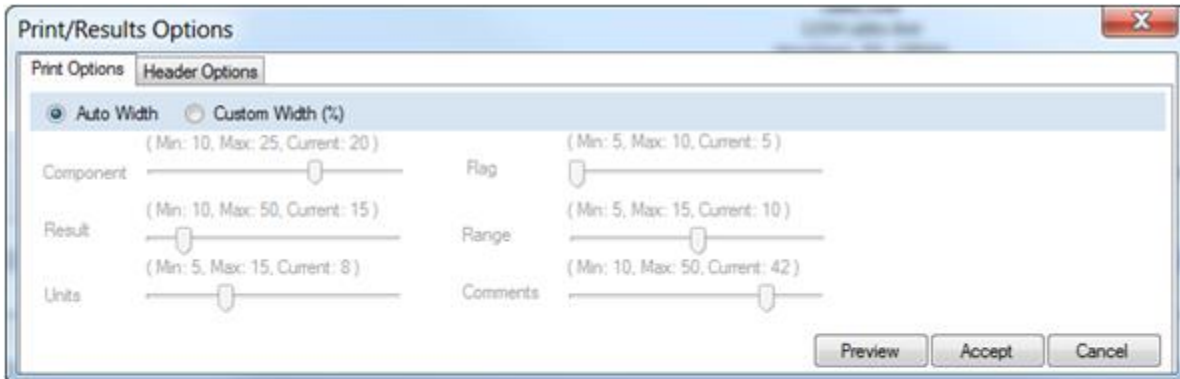 Print/Results Options
Print Options Header Options
Auto Width Custom Width (%)
( Min: 10, Max: 25, Current: 20 ) ( Min: 5, Max: 10, Current: 5 )
Component Flag
( Min: 10, Max: 50, Current: 15 ) ( Min: 5, Max: 15, Current: 10 )
Result Range
( Min: 5, Max: 15, Current: 8 ) ( Min: 10, Max: 50, Current: 42 )
Units Comments
Preview Accept Cancel